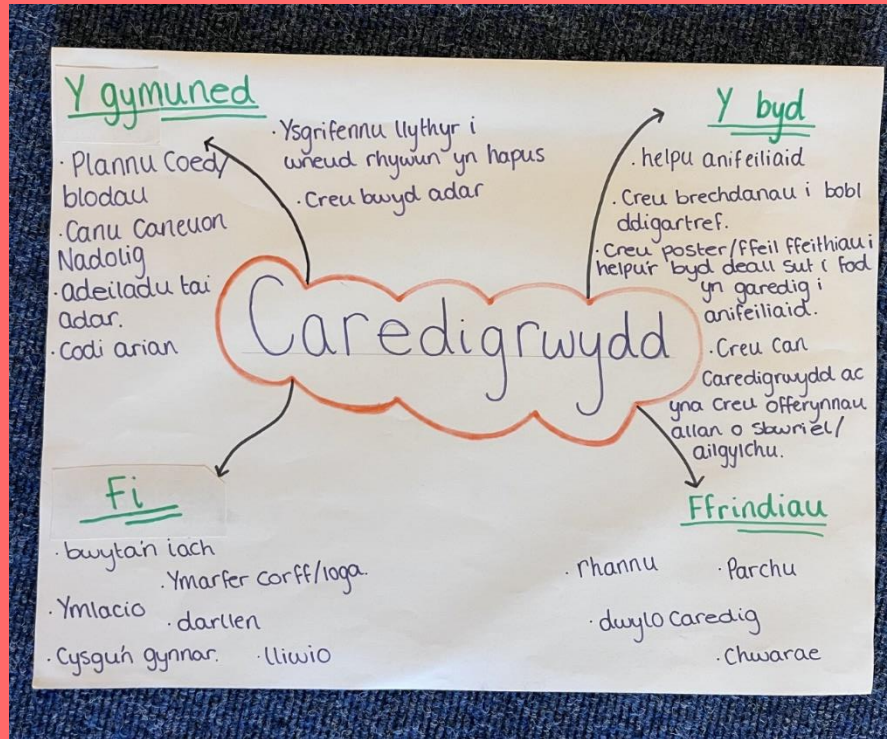 Y gymuned
· Plannu Coed/
blodau
· Canu Caneuon
Nadolig
· adeiladu tai
adar.
· Codi arian
· Ysgrifennu llythyr i
wneud rhywun yn hapus
· Creu bwyd adar
Y byd
· helpu anifeiliaid
· Creu brechdanau i bobl
ddigartref.
· Creu poster/ffeil ffeithiau i
helpu'r byd deall sut i fod
yn garedig i
anifeiliaid.
· Creu can
Caredigrwydd ac
yna Creu offerynnau
allan o sbwriel/
ailgylchu.
Caredigrwydd
Fi
· bwyta'n iach
· Ymarfer corff/ioga.
· Ymlacio
· darllen
· Cysgu'n gynnar.
· lliwio
Ffrindiau
· rhannu
· Parchu
· dwylo Caredig
· Chwarae